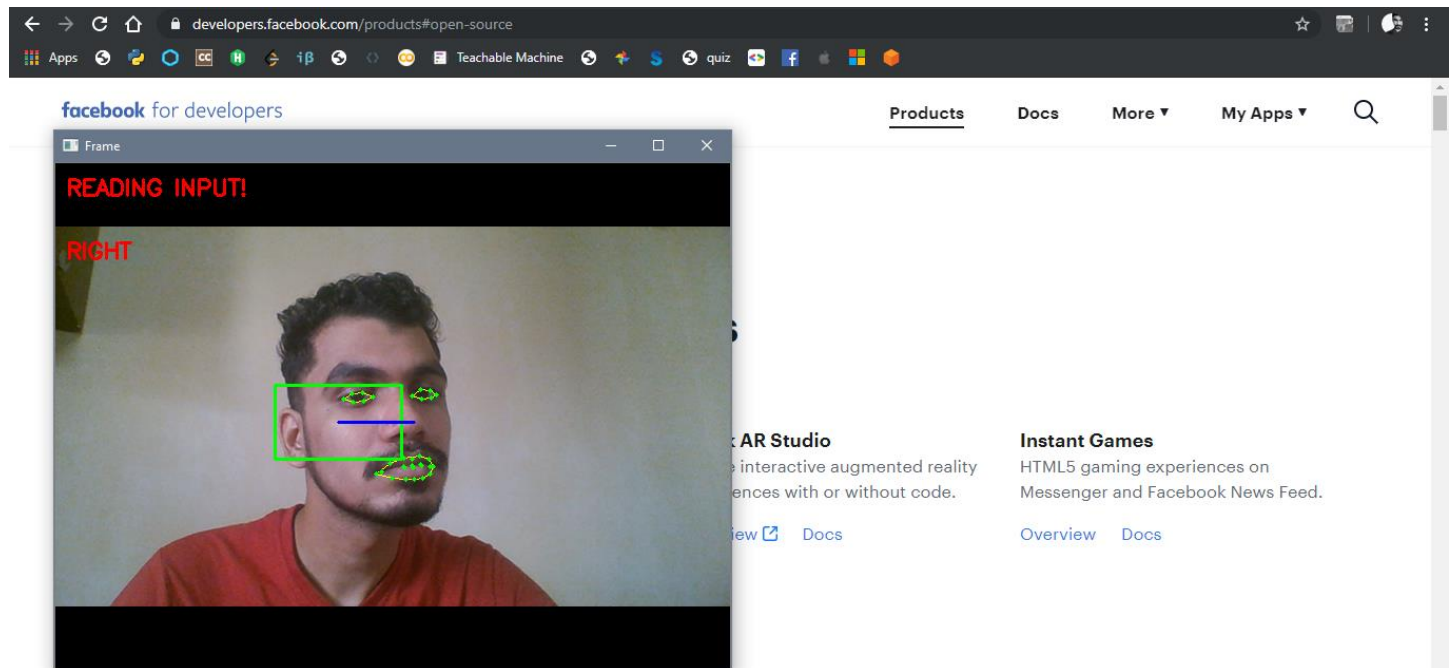 developers.facebook.com/products#open-source
Apps CC H iβ Teachable Machine S quiz f
facebook for developers
Products Docs More ▾ My Apps ▾
Frame
READING INPUT!
RIGHT
AR Studio
interactive augmented reality
with or without code.
Docs
Instant Games
HTML5 gaming experiences on
Messenger and Facebook News Feed.
Overview Docs